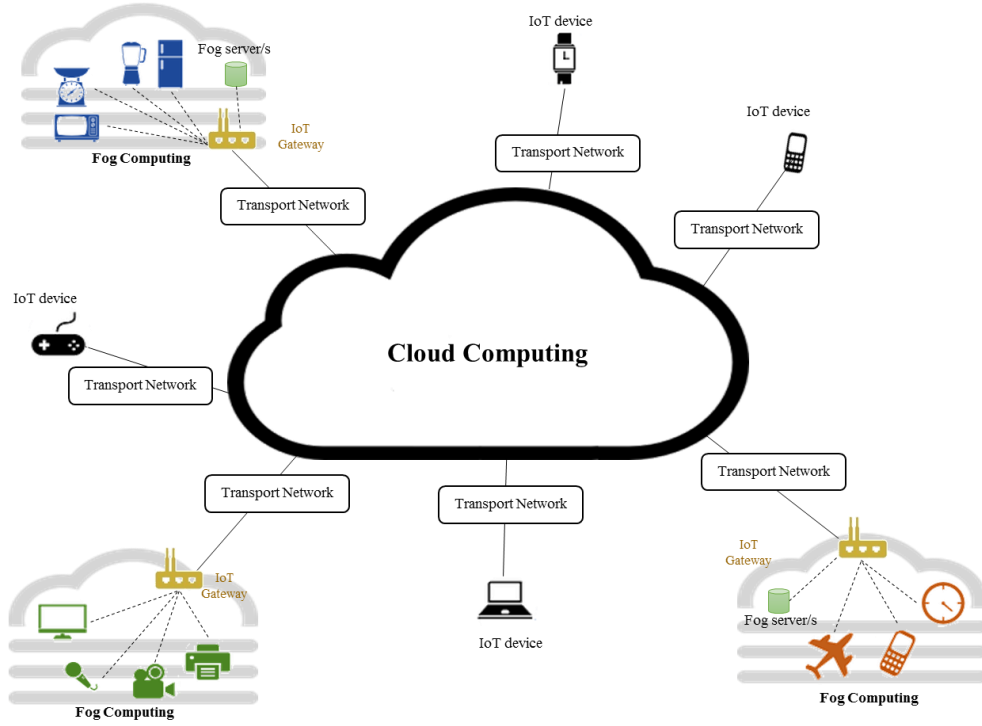 IoT device
Fog server/s
IoT
Gateway
Fog Computing
Transport Network
IoT device
Transport Network
Transport Network
IoT device
Transport Network
Cloud Computing
Transport Network
Transport Network
Transport Network
IoT
Gateway
Fog Computing
IoT device
IoT
Gateway
Fog server/s
Fog Computing